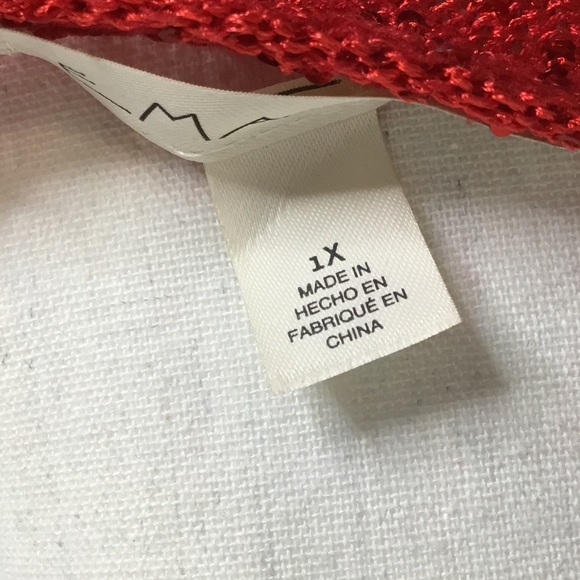 1X
MADE IN
HECHO EN
FABRIQUÉ EN
CHINA